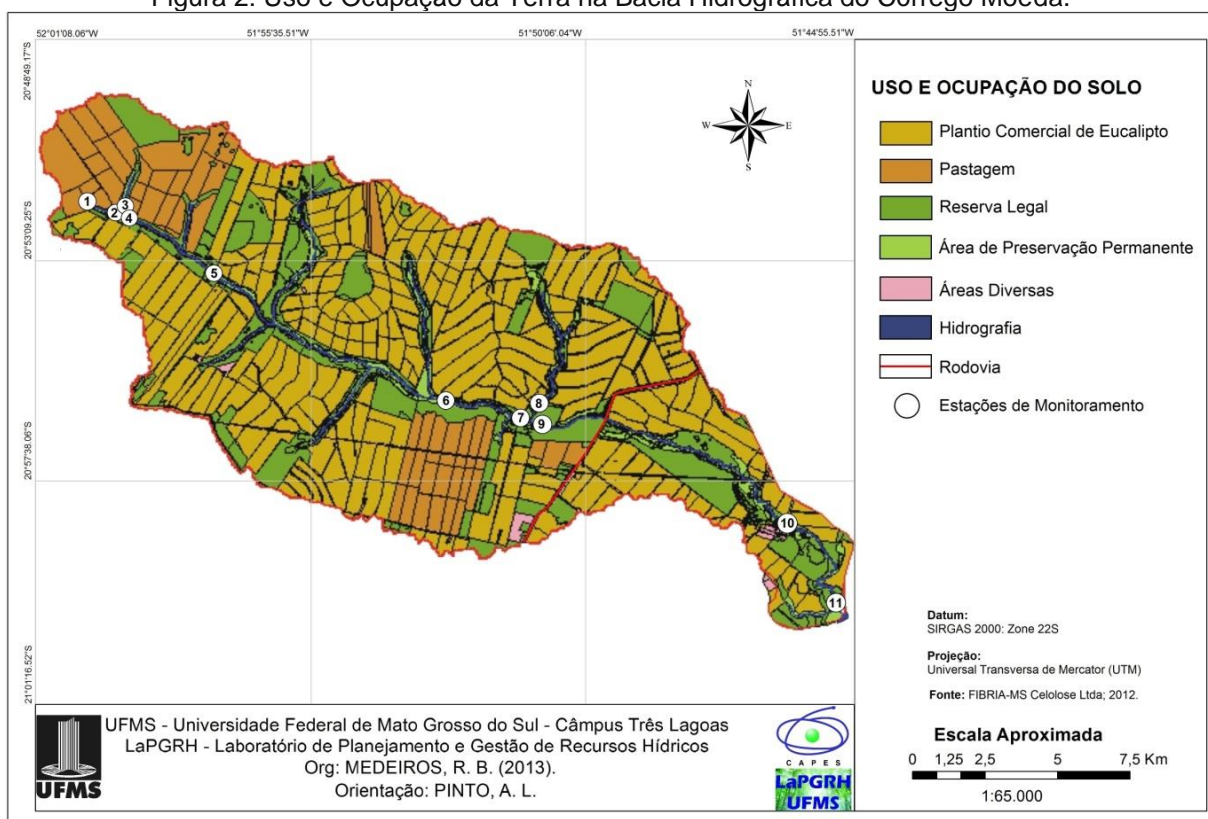 Figura 2: Uso e Ocupação da Terra na Bacia Hidrográfica do Córrego Moeda.
52°01'08.06"W 51°55'35.51"W 51°50'06.04"W 51°44'55.51"W
20°48'49.17"S
20°53'09.25"S
20°57'38.06"S
21°01'16.52"S
N
W E
S
1
2
3
4
5
6
7
8
9
10
11
USO E OCUPAÇÃO DO SOLO
Plantio Comercial de Eucalipto
Pastagem
Reserva Legal
Área de Preservação Permanente
Áreas Diversas
Hidrografia
Rodovia
Estações de Monitoramento
Datum:
SIRGAS 2000: Zone 22S
Projeção:
Universal Transversa de Mercator (UTM)
Fonte: FIBRIA-MS Celolose Ltda; 2012.
Escala Aproximada
0 1,25 2,5 5 7,5 Km
1:65.000
UFMS
UFMS - Universidade Federal de Mato Grosso do Sul - Câmpus Três Lagoas
LaPGRH - Laboratório de Planejamento e Gestão de Recursos Hídricos
Org: MEDEIROS, R. B. (2013).
Orientação: PINTO, A. L.
CAPES
LaPGRH
UFMS